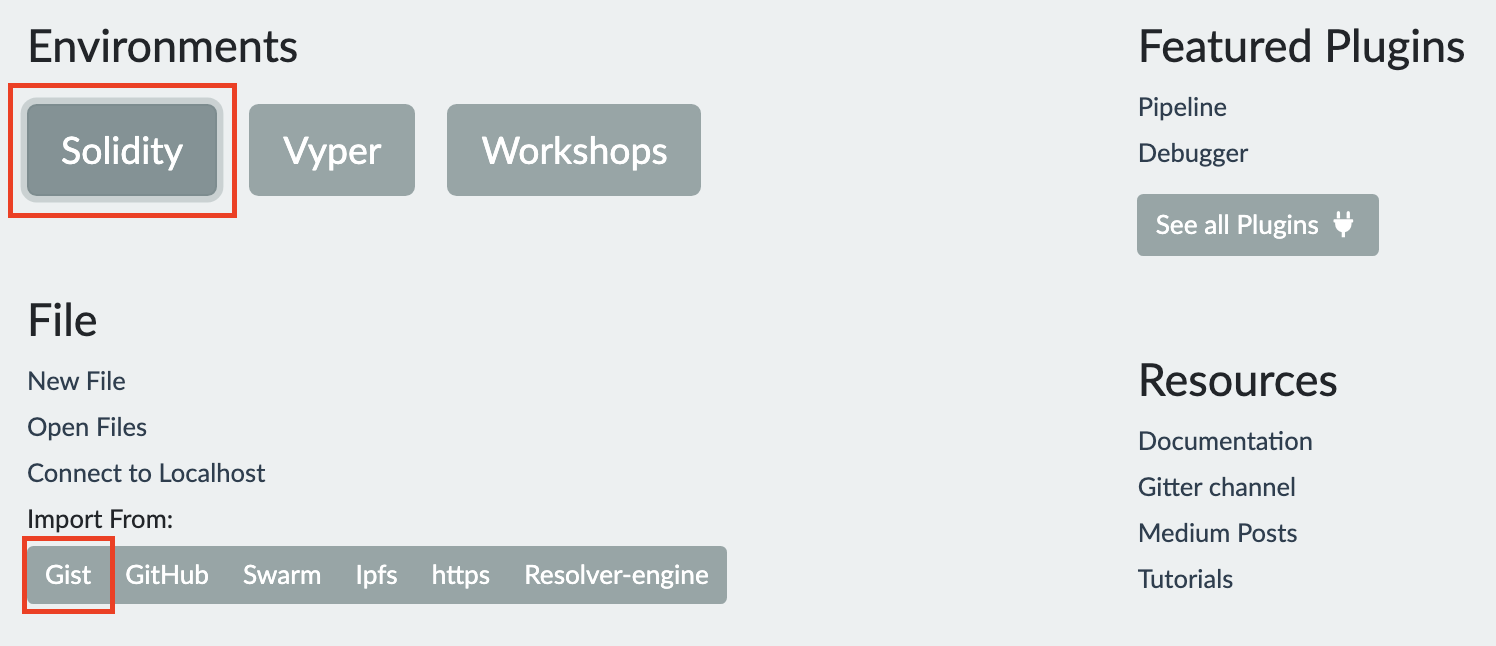 Environments
Solidity
Vyper
Workshops
File
New File
Open Files
Connect to Localhost
Import From:
Gist GitHub Swarm Ipfs https Resolver-engine
Featured Plugins
Pipeline
Debugger
See all Plugins
Resources
Documentation
Gitter channel
Medium Posts
Tutorials